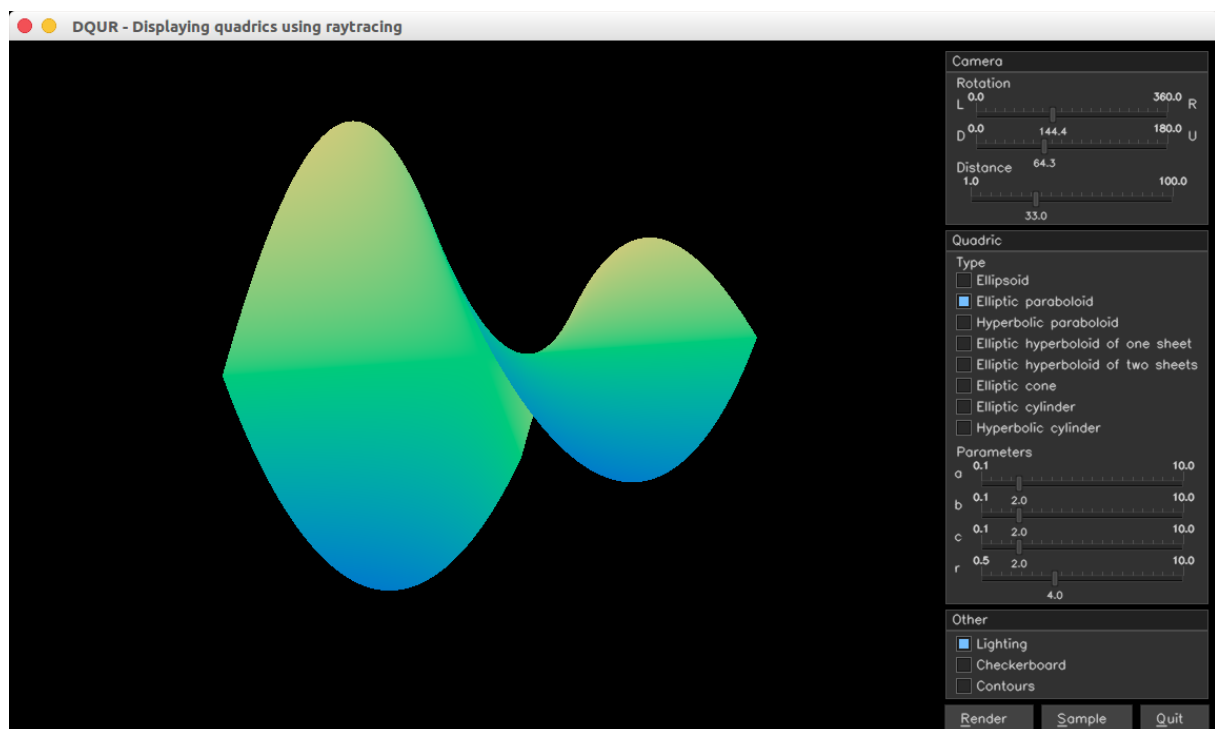 DQUR - Displaying quadrics using raytracing
Camera
Rotation
L 0.0 360.0 R
144.4
D 0.0 180.0 U
64.3
Distance
1.0 100.0
33.0
Quadric
Type
Ellipsoid
Elliptic paraboloid
Hyperbolic paraboloid
Elliptic hyperboloid of one sheet
Elliptic hyperboloid of two sheets
Elliptic cone
Elliptic cylinder
Hyperbolic cylinder
Parameters
a 0.1 10.0
2.0
b 0.1 10.0
2.0
c 0.1 10.0
2.0
r 0.5 10.0
4.0
Other
Lighting
Checkerboard
Contours
Render Sample Quit